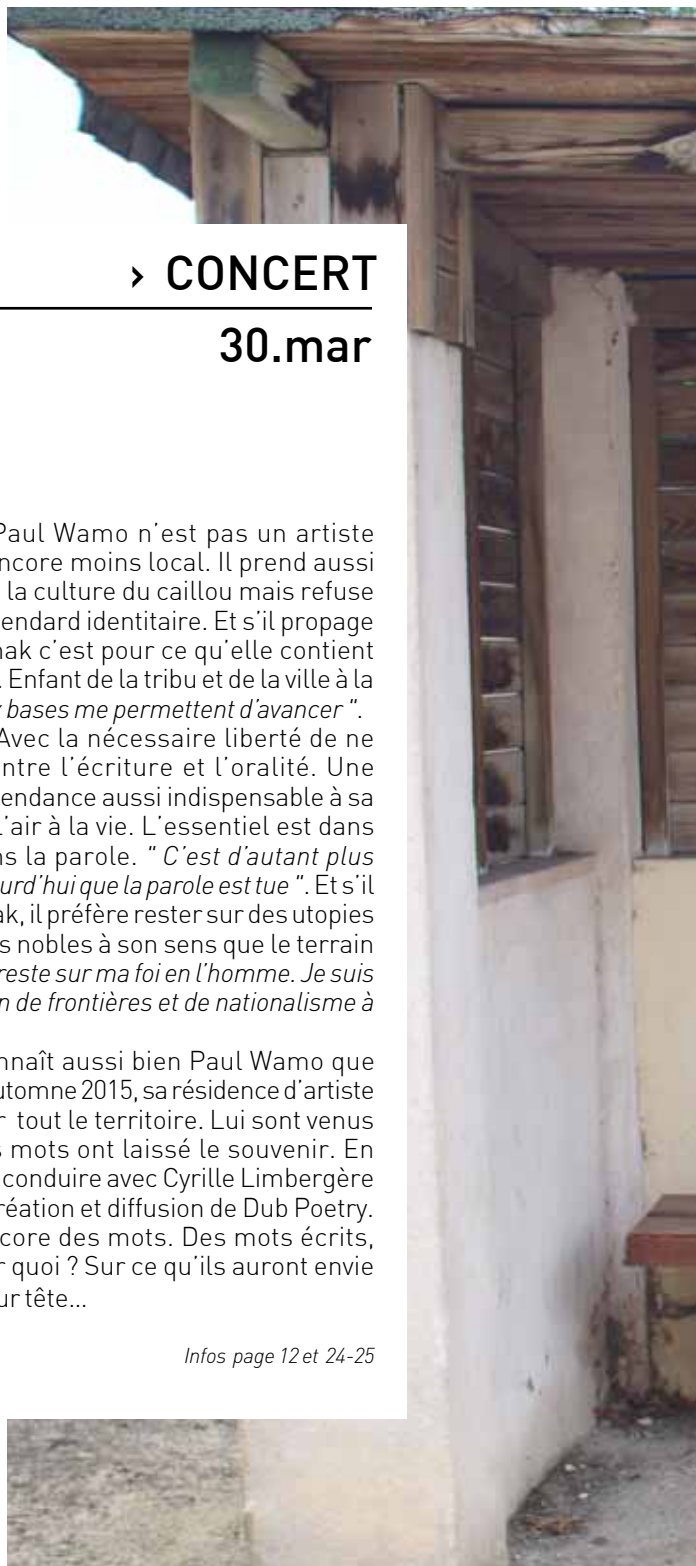 › CONCERT
30.mar
Paul Wamo n’est pas un artiste
ncore moins local. Il prend aussi
la culture du caillou mais refuse
endard identitaire. Et s’il propage
nak c’est pour ce qu’elle contient
. Enfant de la tribu et de la ville à la
bases me permettent d’avancer ".
Avec la nécessaire liberté de ne
ntre l’écriture et l’oralité. Une
endance aussi indispensable à sa
l’air à la vie. L’essentiel est dans
ns la parole. " C’est d’autant plus
urd’hui que la parole est tue ". Et s’il
ak, il préfère rester sur des utopies
s nobles à son sens que le terrain
reste sur ma foi en l’homme. Je suis
n de frontières et de nationalisme à
nnaît aussi bien Paul Wamo que
utomne 2015, sa résidence d’artiste
r tout le territoire. Lui sont venus
s mots ont laissé le souvenir. En
conduire avec Cyrille Limbergère
réation et diffusion de Dub Poetry.
core des mots. Des mots écrits,
r quoi ? Sur ce qu’ils auront envie
ur tête...
Infos page 12 et 24-25